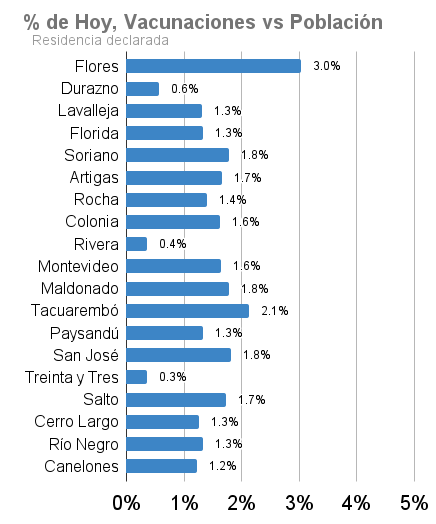 % de Hoy, Vacunaciones vs Población
Residencia declarada
Flores 3.0%
Durazno 0.6%
Lavalleja 1.3%
Florida 1.3%
Soriano 1.8%
Artigas 1.7%
Rocha 1.4%
Colonia 1.6%
Rivera 0.4%
Montevideo 1.6%
Maldonado 1.8%
Tacuarembó 2.1%
Paysandú 1.3%
San José 1.8%
Treinta y Tres 0.3%
Salto 1.7%
Cerro Largo 1.3%
Río Negro 1.3%
Canelones 1.2%
0% 1% 2% 3% 4% 5%